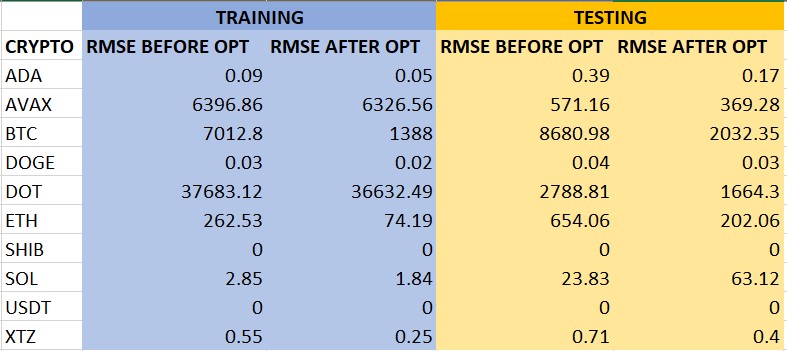 TRAINING TESTING
CRYPTO RMSE BEFORE OPT RMSE AFTER OPT RMSE BEFORE OPT RMSE AFTER OPT
ADA 0.09 0.05 0.39 0.17
AVAX 6396.86 6326.56 571.16 369.28
BTC 7012.8 1388 8680.98 2032.35
DOGE 0.03 0.02 0.04 0.03
DOT 37683.12 36632.49 2788.81 1664.3
ETH 262.53 74.19 654.06 202.06
SHIB 0 0 0 0
SOL 2.85 1.84 23.83 63.12
USDT 0 0 0 0
XTZ 0.55 0.25 0.71 0.4